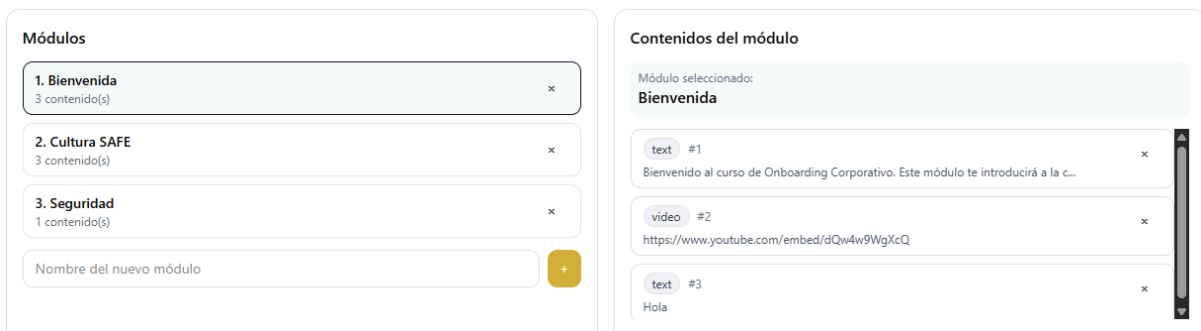 Módulos
1. Bienvenida
3 contenido(s)
×
2. Cultura SAFE
3 contenido(s)
×
3. Seguridad
1 contenido(s)
×
Nombre del nuevo módulo
+
Contenidos del módulo
Módulo seleccionado:
Bienvenida
text #1
Bienvenido al curso de Onboarding Corporativo. Este módulo te introducirá a la c...
×
video #2
https://www.youtube.com/embed/dQw4w9WgXcQ
×
text #3
Hola
×